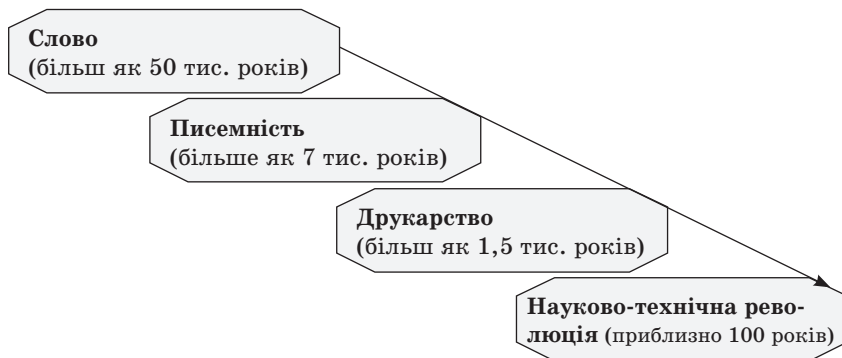 Слово
(більш як 50 тис. років)
Писемність
(більше як 7 тис. років)
Друкарство
(більш як 1,5 тис. років)
Науково-технічна рево-
люція (приблизно 100 років)